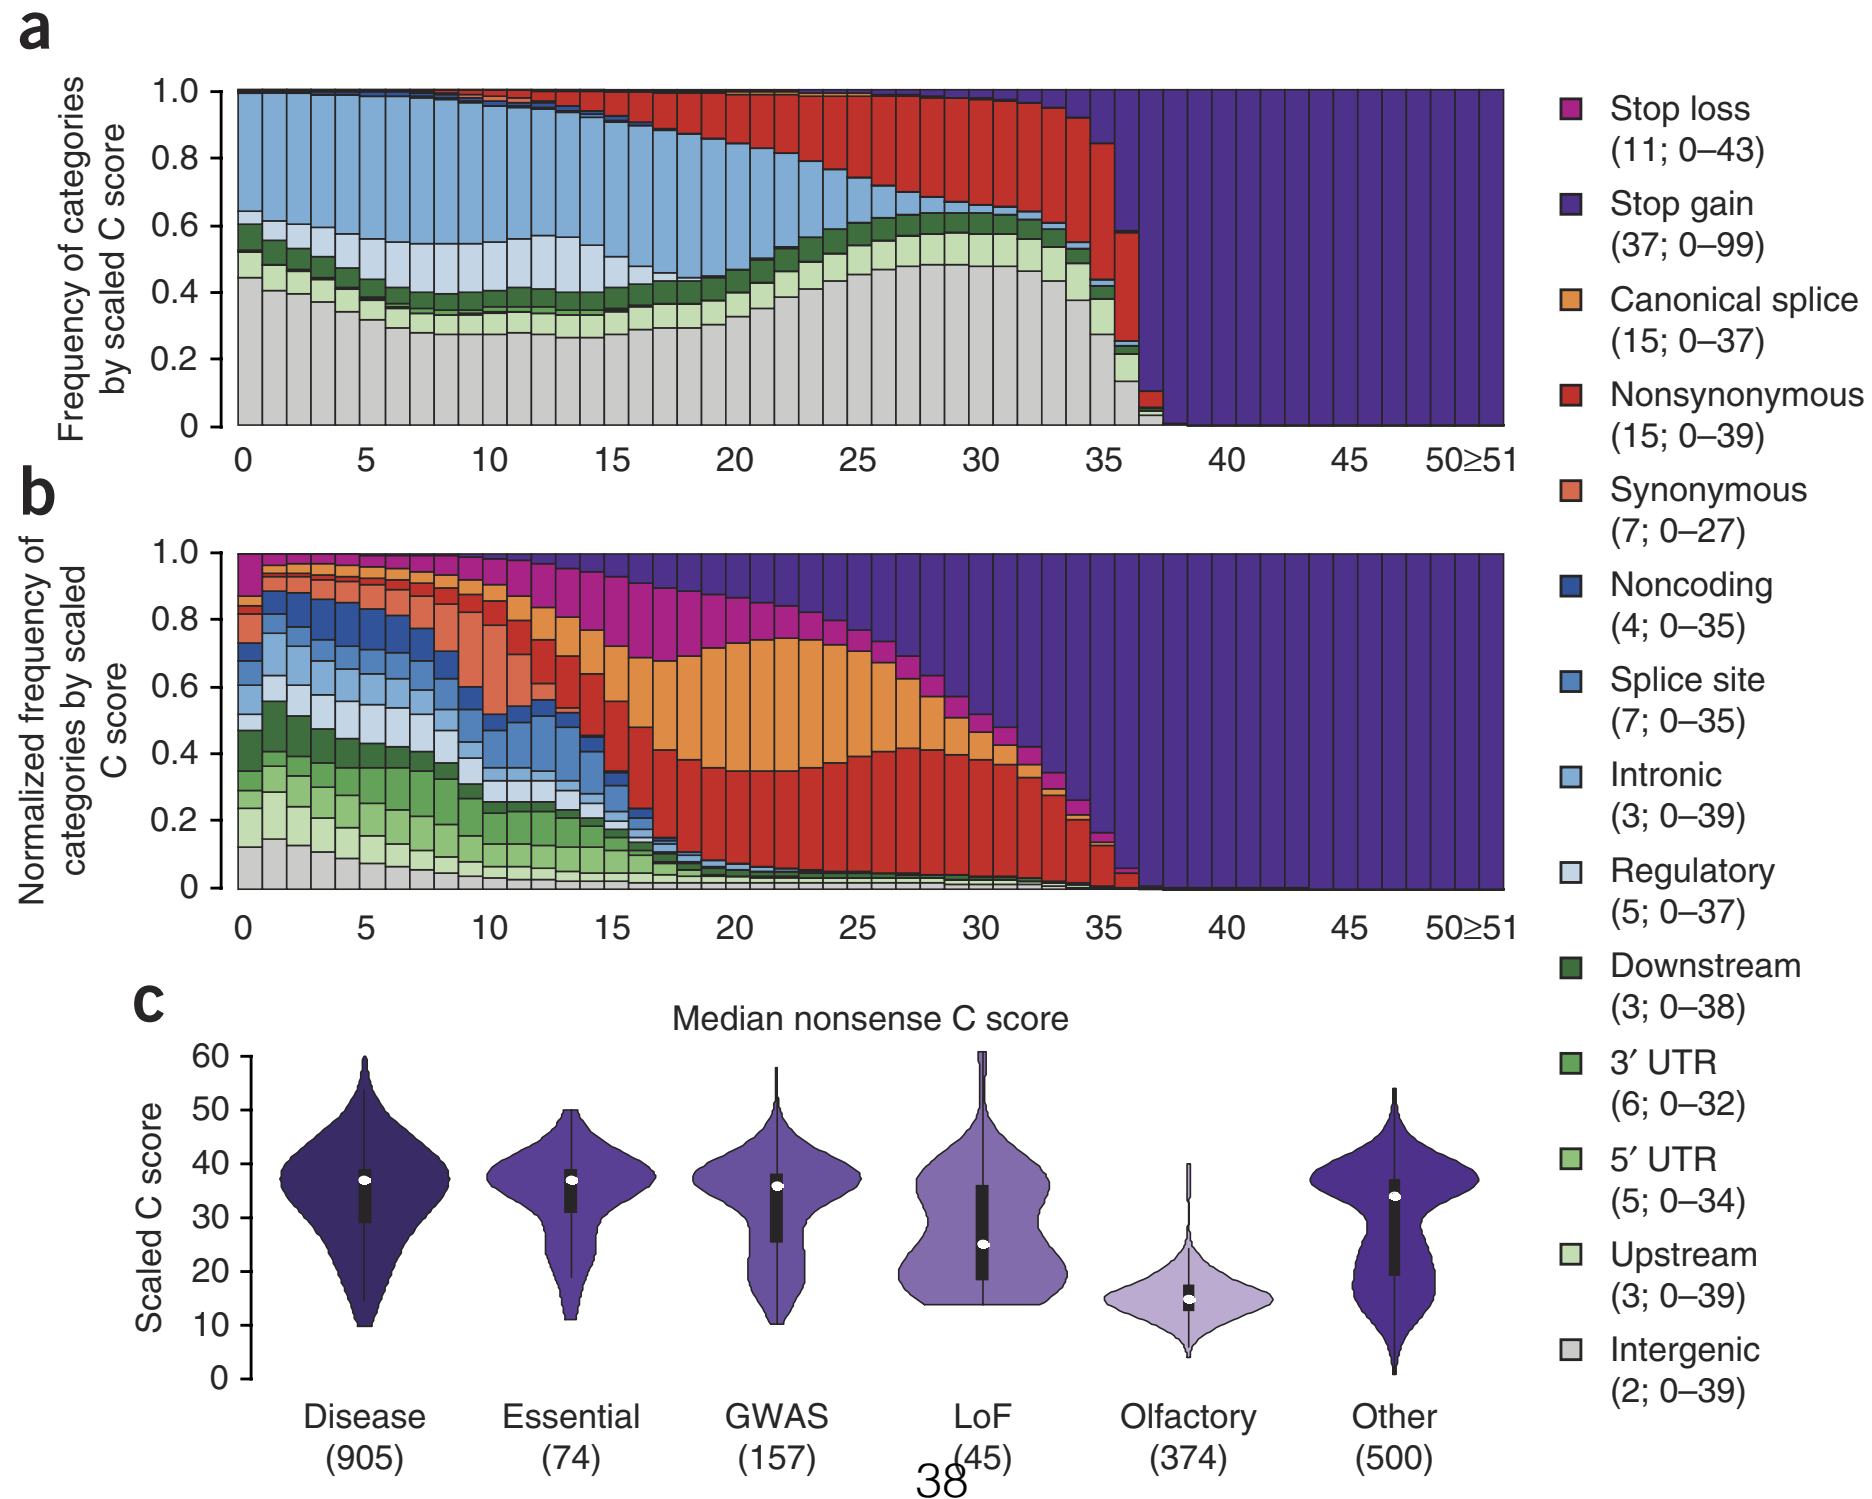 a
Frequency of categories
by scaled C score
1.0
0.8
0.6
0.4
0.2
0
0 5 10 15 20 25 30 35 40 45 50 ≥51
b
Normalized frequency of
categories by scaled
C score
1.0
0.8
0.6
0.4
0.2
0
0 5 10 15 20 25 30 35 40 45 50 ≥51
c
Median nonsense C score
Scaled C score
60
50
40
30
20
10
0
Disease
(905)
Essential
(74)
GWAS
(157)
LoF
(45)
Olfactory
(374)
Other
(500)
38
Stop loss
(11; 0–43)
Stop gain
(37; 0–99)
Canonical splice
(15; 0–37)
Nonsynonymous
(15; 0–39)
Synonymous
(7; 0–27)
Noncoding
(4; 0–35)
Splice site
(7; 0–35)
Intronic
(3; 0–39)
Regulatory
(5; 0–37)
Downstream
(3; 0–38)
3′ UTR
(6; 0–32)
5′ UTR
(5; 0–34)
Upstream
(3; 0–39)
Intergenic
(2; 0–39)